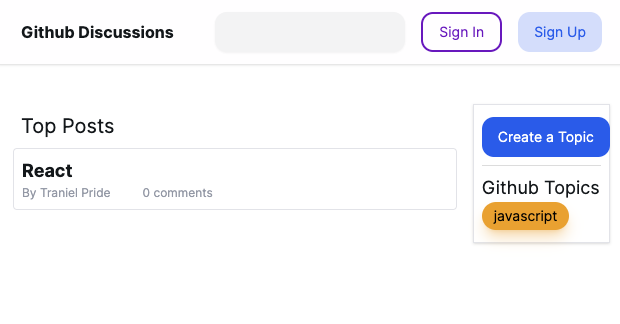 Github Discussions
Sign In
Sign Up
Top Posts
React
By Traniel Pride 0 comments
Create a Topic
Github Topics
javascript